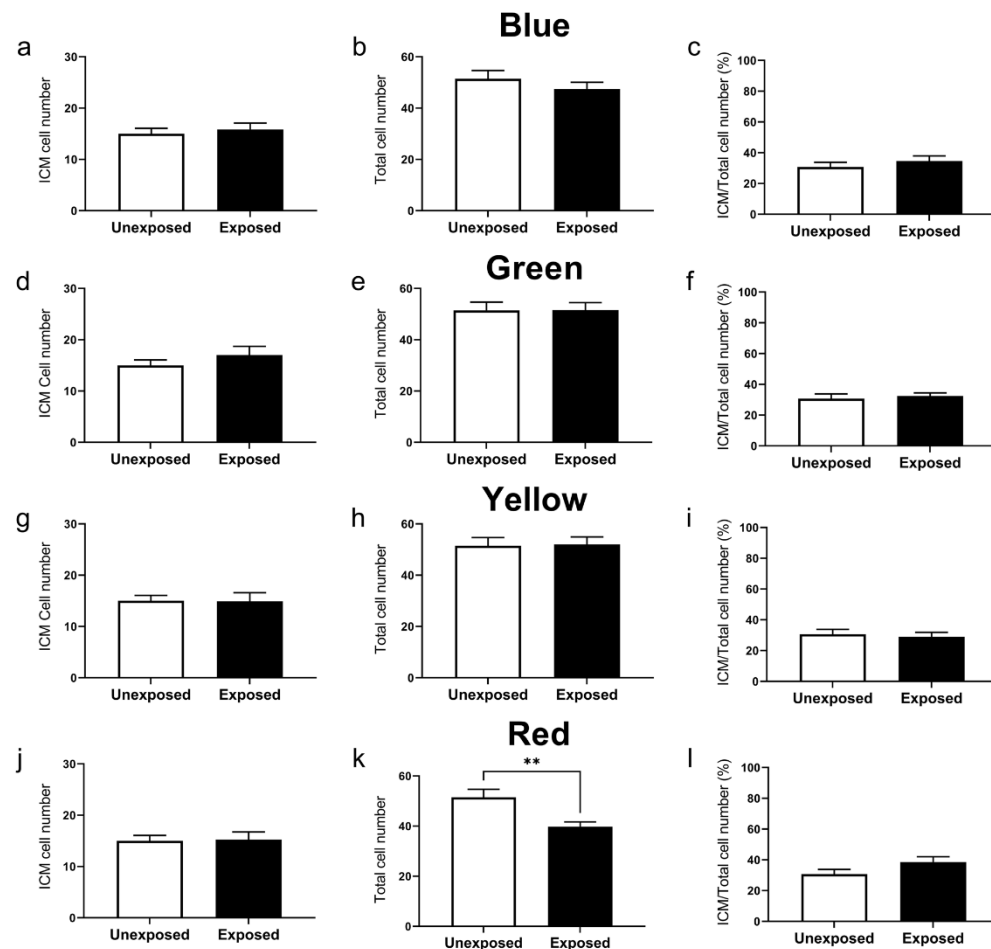 Blue
a
ICM cell number
30
20
10
0
Unexposed Exposed
b
Total cell number
60
40
20
0
Unexposed Exposed
c
ICM/Total cell number (%)
100
80
60
40
20
0
Unexposed Exposed
Green
d
ICM Cell number
30
20
10
0
Unexposed Exposed
e
Total cell number
60
40
20
0
Unexposed Exposed
f
ICM/Total cell number (%)
100
80
60
40
20
0
Unexposed Exposed
Yellow
g
ICM Cell number
30
20
10
0
Unexposed Exposed
h
Total cell number
60
40
20
0
Unexposed Exposed
i
ICM/Total cell number (%)
100
80
60
40
20
0
Unexposed Exposed
Red
j
ICM cell number
30
20
10
0
Unexposed Exposed
k
**
Total cell number
60
40
20
0
Unexposed Exposed
l
ICM/Total cell number (%)
100
80
60
40
20
0
Unexposed Exposed